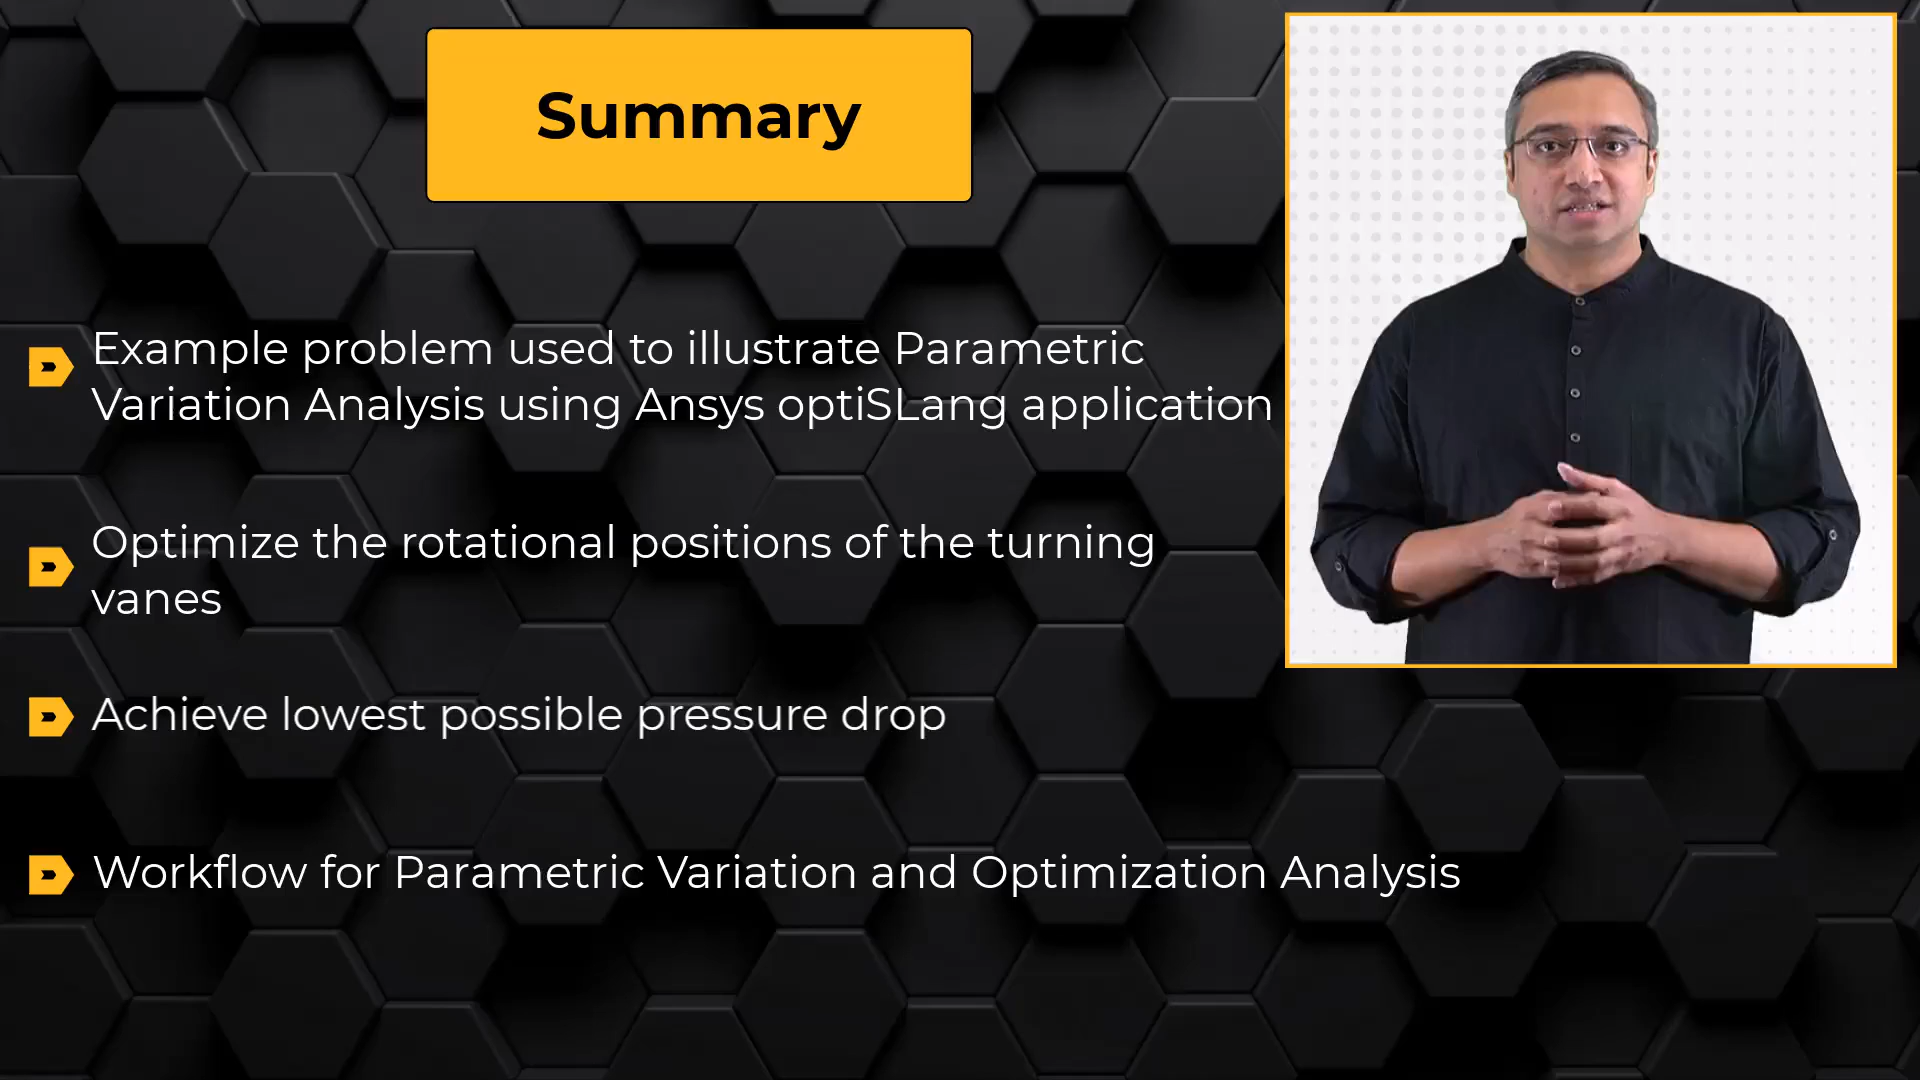 Summary
Example problem used to illustrate Parametric
Variation Analysis using Ansys optiSLang application
Optimize the rotational positions of the turning
vanes
Achieve lowest possible pressure drop
Workflow for Parametric Variation and Optimization Analysis